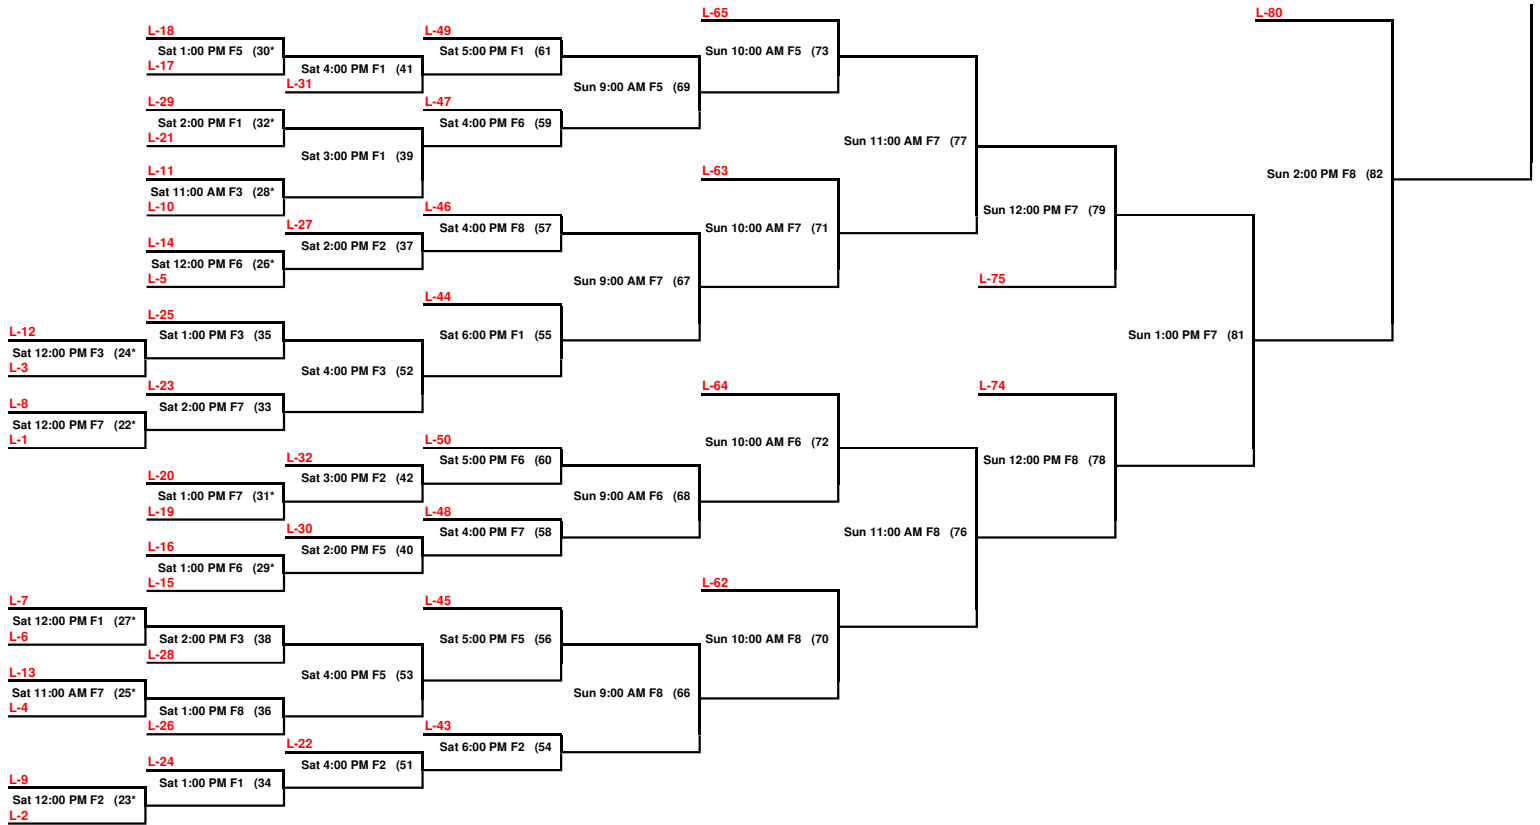 L-65
L-80
L-18
L-49
Sat 1:00 PM F5 (30*
Sat 5:00 PM F1 (61
Sun 10:00 AM F5 (73
L-17
Sat 4:00 PM F1 (41
L-31
Sun 9:00 AM F5 (69
L-29
L-47
Sat 2:00 PM F1 (32*
Sat 4:00 PM F6 (59
L-21
Sun 11:00 AM F7 (77
Sat 3:00 PM F1 (39
L-11
L-63
Sun 2:00 PM F8 (82
Sat 11:00 AM F3 (28*
L-10
L-46
Sun 12:00 PM F7 (79
L-27
Sat 4:00 PM F8 (57
Sun 10:00 AM F7 (71
L-14
Sat 2:00 PM F2 (37
Sat 12:00 PM F6 (26*
L-5
Sun 9:00 AM F7 (67
L-75
L-44
L-25
L-12
Sat 1:00 PM F3 (35
Sat 6:00 PM F1 (55
Sun 1:00 PM F7 (81
Sat 12:00 PM F3 (24*
L-3
Sat 4:00 PM F3 (52
L-23
L-64
L-74
L-8
Sat 2:00 PM F7 (33
Sat 12:00 PM F7 (22*
L-1
L-50
Sun 10:00 AM F6 (72
L-32
Sat 5:00 PM F6 (60
Sun 12:00 PM F8 (78
L-20
Sat 3:00 PM F2 (42
Sat 1:00 PM F7 (31*
Sun 9:00 AM F6 (68
L-19
L-48
L-30
Sat 4:00 PM F7 (58
Sun 11:00 AM F8 (76
L-16
Sat 2:00 PM F5 (40
Sat 1:00 PM F6 (29*
L-15
L-62
L-7
L-45
Sat 12:00 PM F1 (27*
L-6
Sat 2:00 PM F3 (38
Sat 5:00 PM F5 (56
Sun 10:00 AM F8 (70
L-28
L-13
Sat 4:00 PM F5 (53
Sat 11:00 AM F7 (25*
Sun 9:00 AM F8 (66
L-4
Sat 1:00 PM F8 (36
L-26
L-43
L-22
Sat 6:00 PM F2 (54
L-24
Sat 4:00 PM F2 (51
L-9
Sat 1:00 PM F1 (34
Sat 12:00 PM F2 (23*
L-2